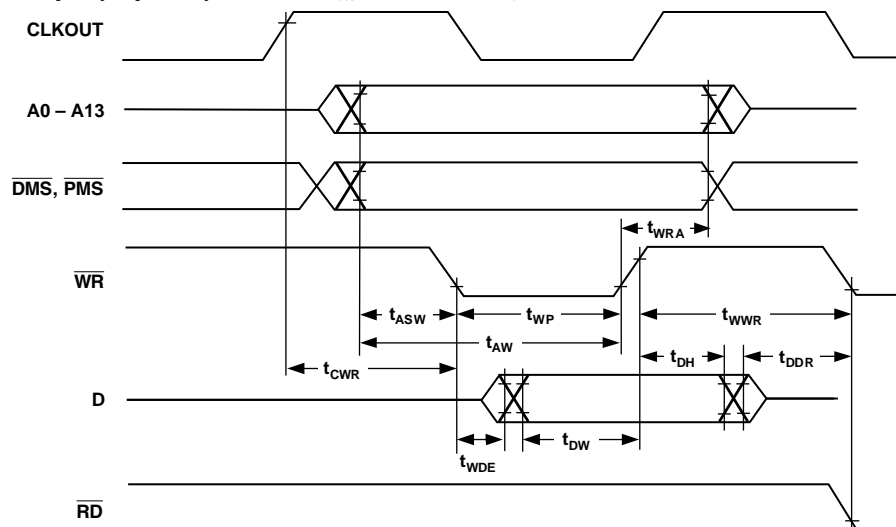 CLKOUT
A0 – A13
DMS, PMS
tWRA
WR
tASW tWP tWWR
tAW
tCWR tDH tDDR
D
tWDE tDW
RD